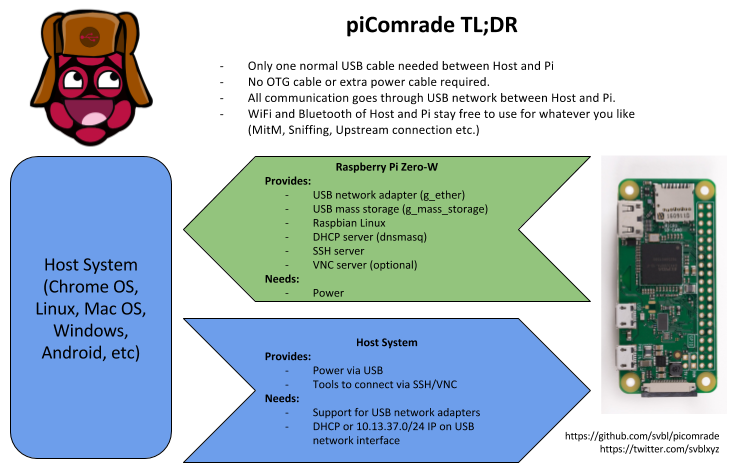 piComrade TL;DR
- Only one normal USB cable needed between Host and Pi
- No OTG cable or extra power cable required.
- All communication goes through USB network between Host and Pi.
- WiFi and Bluetooth of Host and Pi stay free to use for whatever you like
(MitM, Sniffing, Upstream connection etc.)
Host System
(Chrome OS,
Linux, Mac OS,
Windows,
Android, etc)
Raspberry Pi Zero-W
Provides:
- USB network adapter (g_ether)
- USB mass storage (g_mass_storage)
- Raspbian Linux
- DHCP server (dnsmasq)
- SSH server
- VNC server (optional)
Needs:
- Power
Host System
Provides:
- Power via USB
- Tools to connect via SSH/VNC
Needs:
- Support for USB network adapters
- DHCP or 10.13.37.0/24 IP on USB
network interface
https://github.com/svbl/picomrade
https://twitter.com/svblxyz